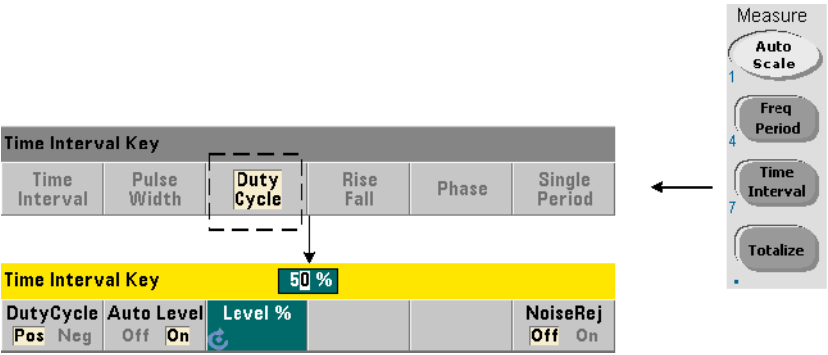 Measure
Auto
Scale
1
Freq
Period
4
Time
Interval
7
Totalize
.
Time Interval Key
Time
Interval
Pulse
Width
Duty
Cycle
Rise
Fall
Phase
Single
Period
Time Interval Key
50 %
DutyCycle
Pos Neg
Auto Level
Off On
Level %
NoiseRej
Off On